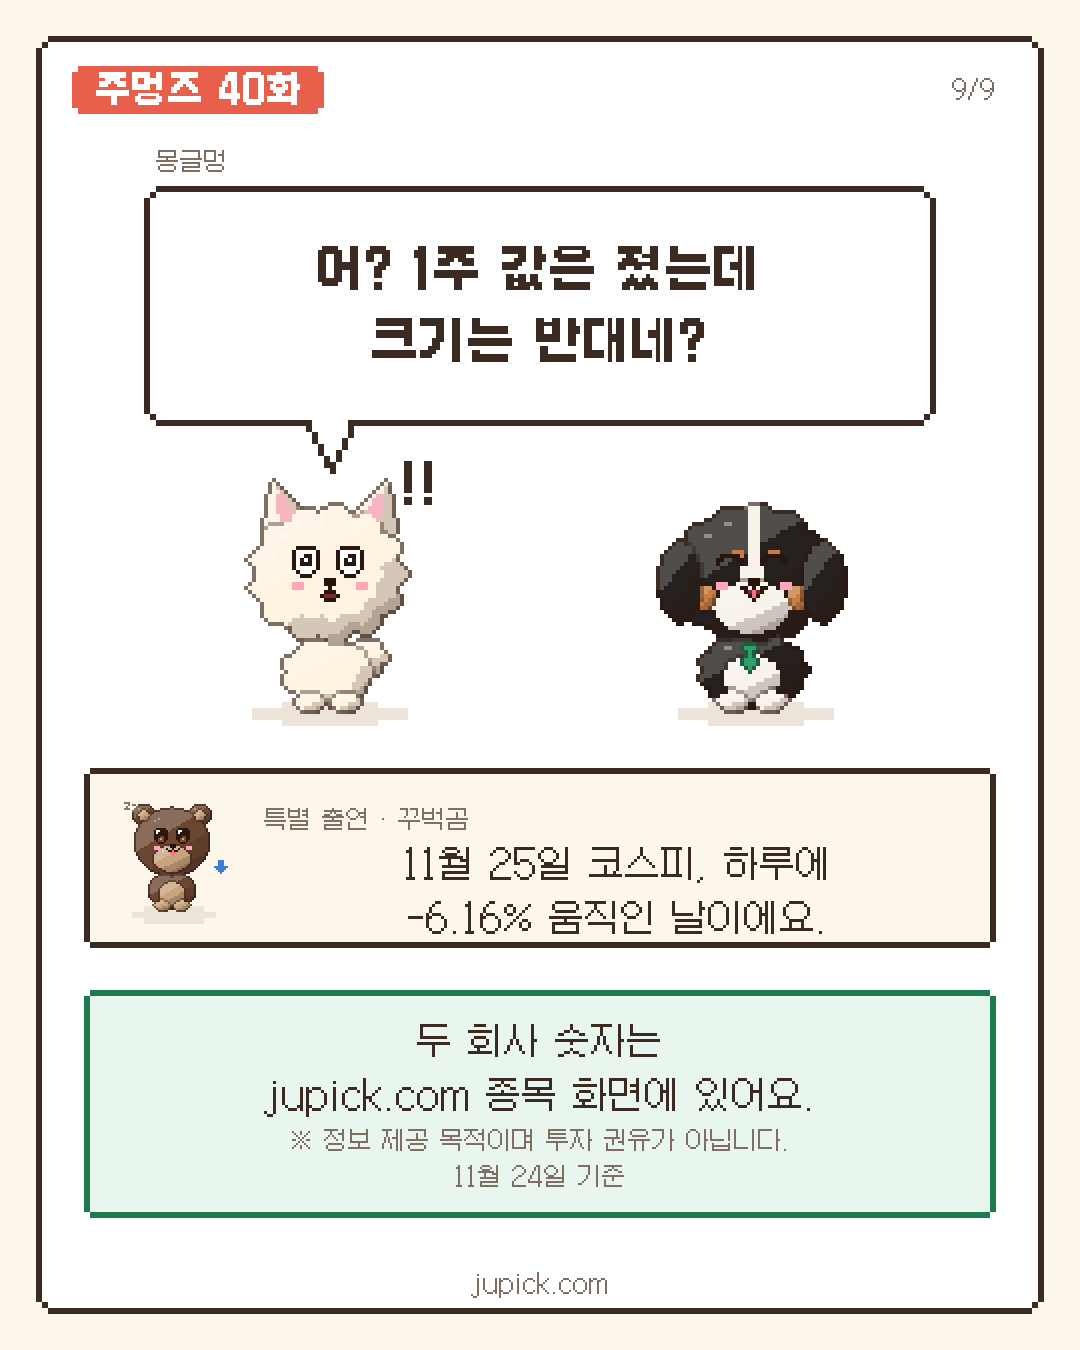 주멍즈 40화
9/9
몽글멍
어? 1주 값은 졌는데
크기는 반대네?
!!
특별 출연 · 꾸벅곰
11월 25일 코스피, 하루에
-6.16% 움직인 날이에요.
두 회사 숫자는
jupick.com 종목 화면에 있어요.
※ 정보 제공 목적이며 투자 권유가 아닙니다.
11월 24일 기준
jupick.com